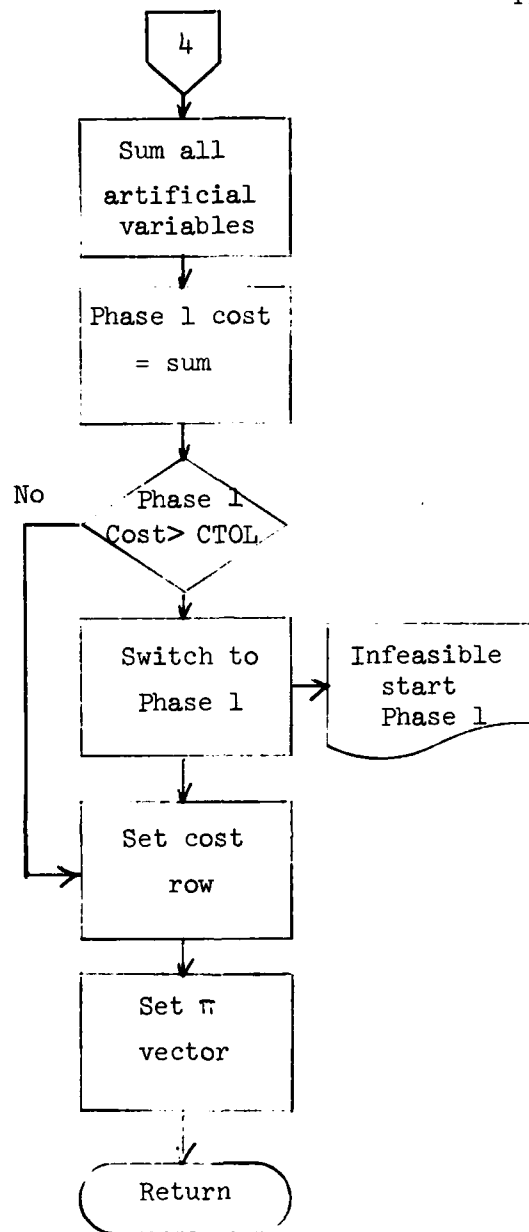 4
Sum all
artificial
variables
Phase 1 cost
= sum
No
Phase 1
Cost> CTOL
Switch to
Phase 1
Infeasible
start
Phase 1
Set cost
row
Set π
vector
Return